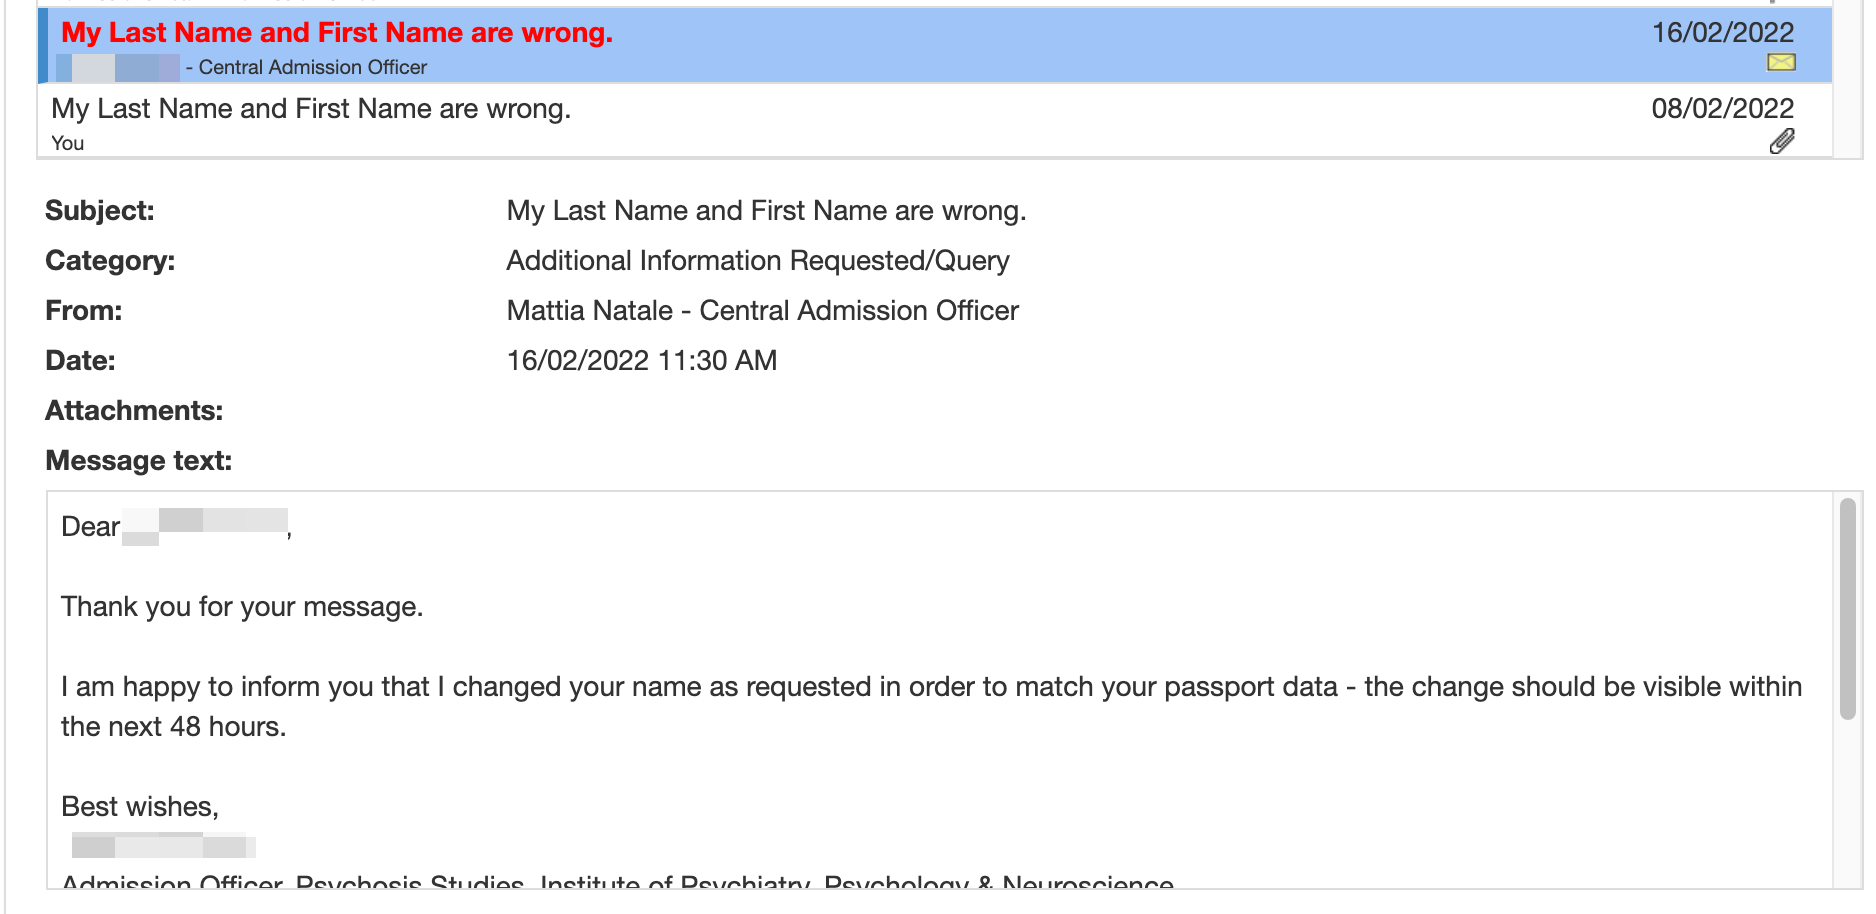 My Last Name and First Name are wrong. 16/02/2022
- Central Admission Officer
My Last Name and First Name are wrong. 08/02/2022
You
Subject: My Last Name and First Name are wrong.
Category: Additional Information Requested/Query
From: Mattia Natale - Central Admission Officer
Date: 16/02/2022 11:30 AM
Attachments:
Message text:
Dear ,
Thank you for your message.
I am happy to inform you that I changed your name as requested in order to match your passport data - the change should be visible within
the next 48 hours.
Best wishes,
Admission Officer, Psychosis Studies, Institute of Psychiatry, Psychology & Neuroscience